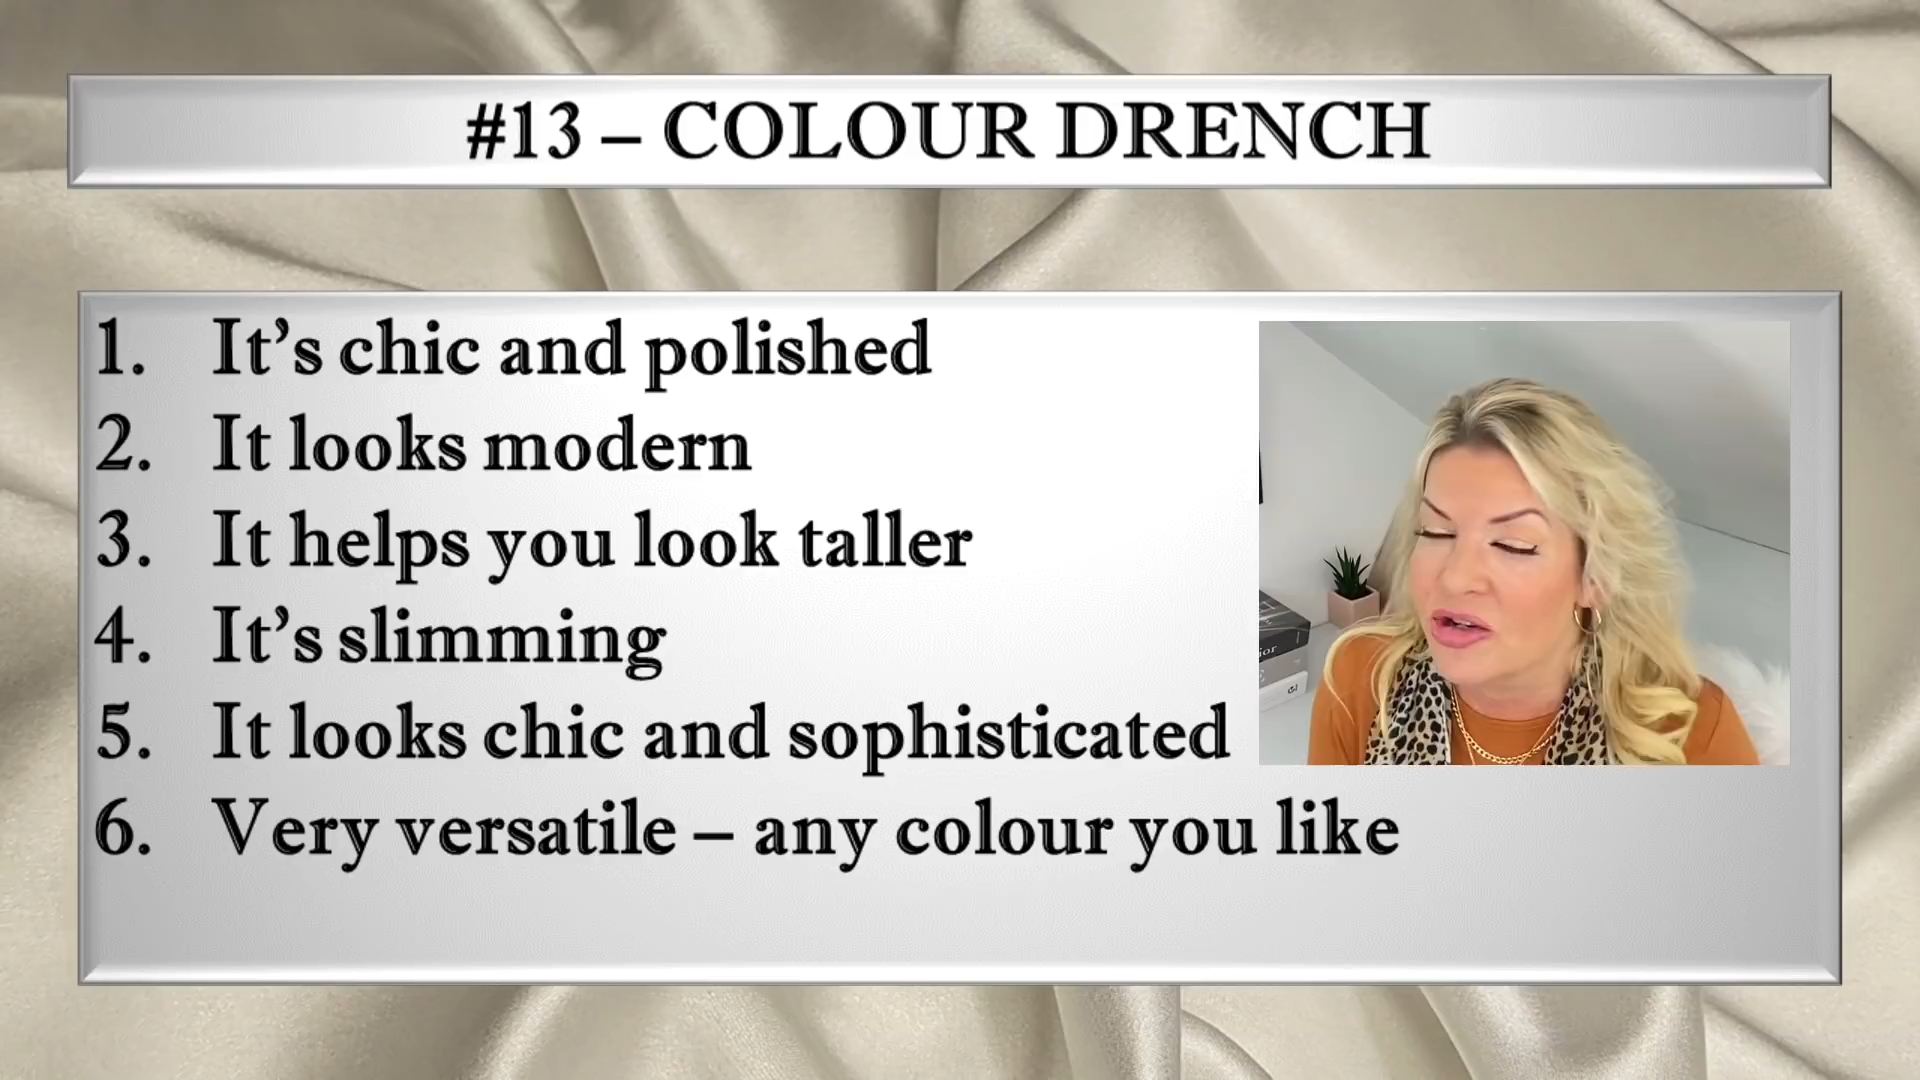 #13 – COLOUR DRENCH
1. It’s chic and polished
2. It looks modern
3. It helps you look taller
4. It’s slimming
5. It looks chic and sophisticated
6. Very versatile – any colour you like